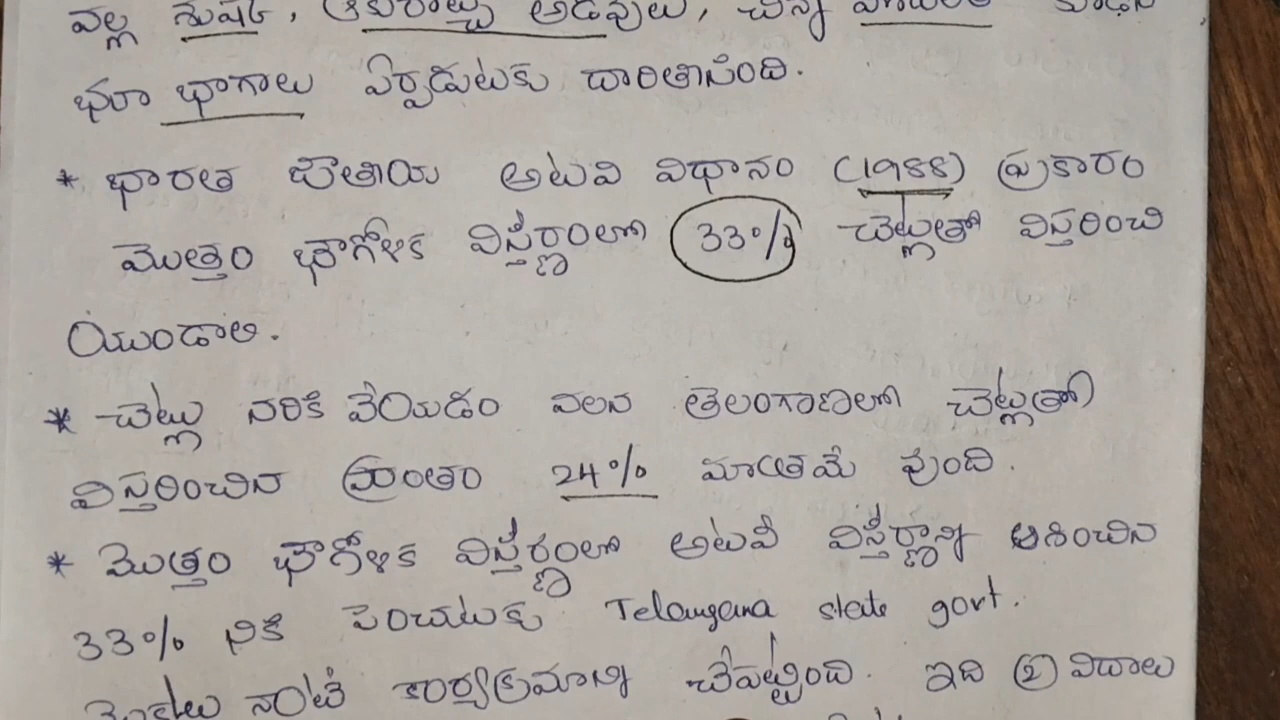 వల్ల శుష్క, ఆకురాల్చు అడవులు, చిన్న కూడిన
భూ భాగాలు ఏర్పడుటకు దారితీసింది.
* భారత జాతీయ అటవీ విధానం (1988) ప్రకారం
మొత్తం భౌగోళిక విస్తీర్ణంలో 33% చెట్లతో విస్తరించి
యుండాలి.
* చెట్లు నరికి వేయడం వలన తెలంగాణలో చెట్లతో
విస్తరించిన ప్రాంతం 24% మాత్రమే వుంది.
* మొత్తం భౌగోళిక విస్తీర్ణంలో అటవీ విస్తీర్ణాన్ని ఆశించిన
33% నికి పెంచుటకు Telangana state govt.
మొక్కలు నాటే కార్యక్రమాన్ని చేపట్టింది. ఇది (2) విధాలు